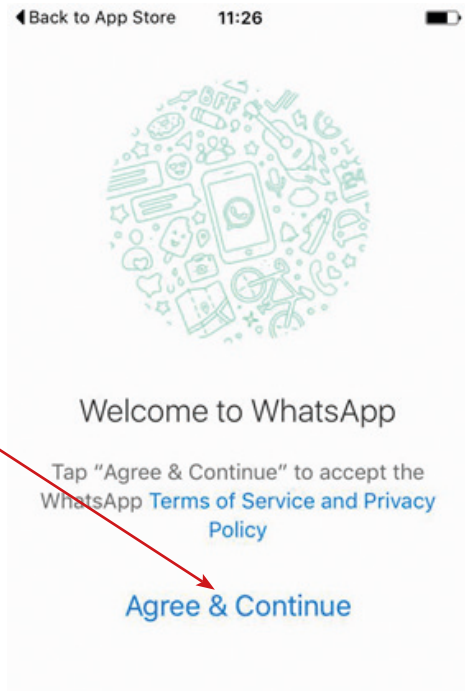 Back to App Store 11:26
BFF
Welcome to WhatsApp
Tap "Agree & Continue" to accept the
WhatsApp Terms of Service and Privacy
Policy
Agree & Continue